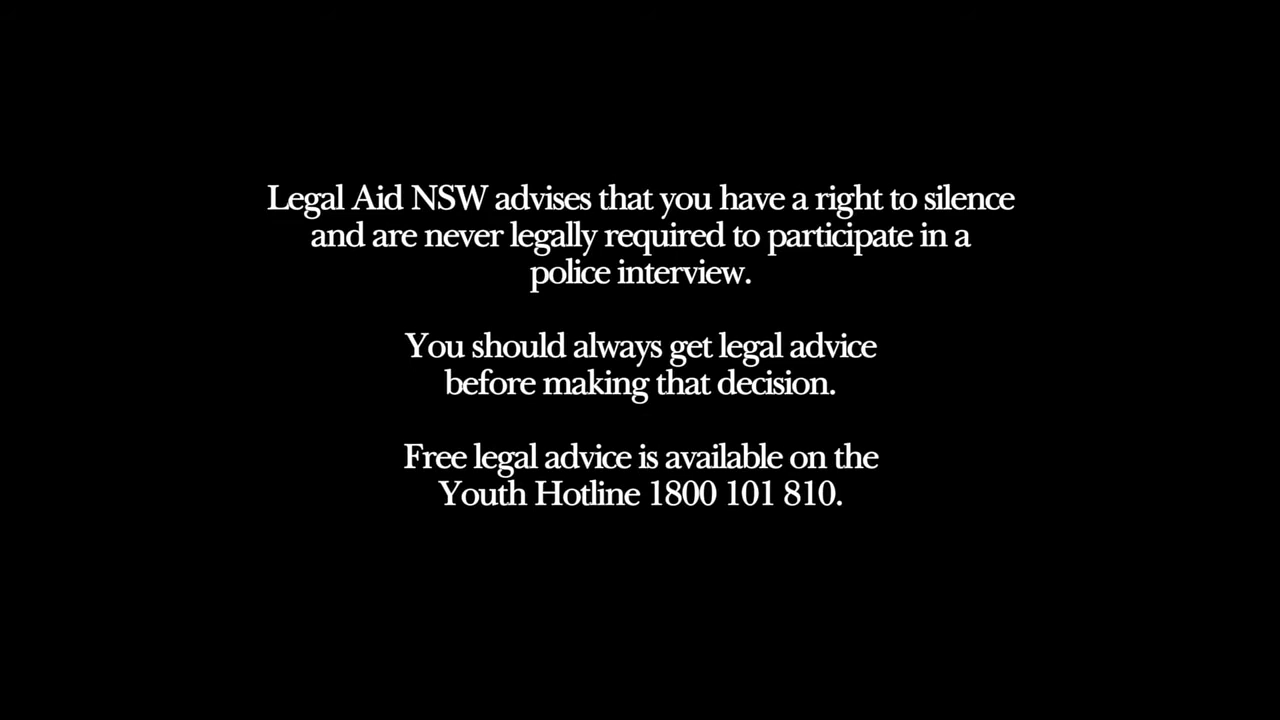 Legal Aid NSW advises that you have a right to silence
and are never legally required to participate in a
police interview.
You should always get legal advice
before making that decision.
Free legal advice is available on the
Youth Hotline 1800 101 810.